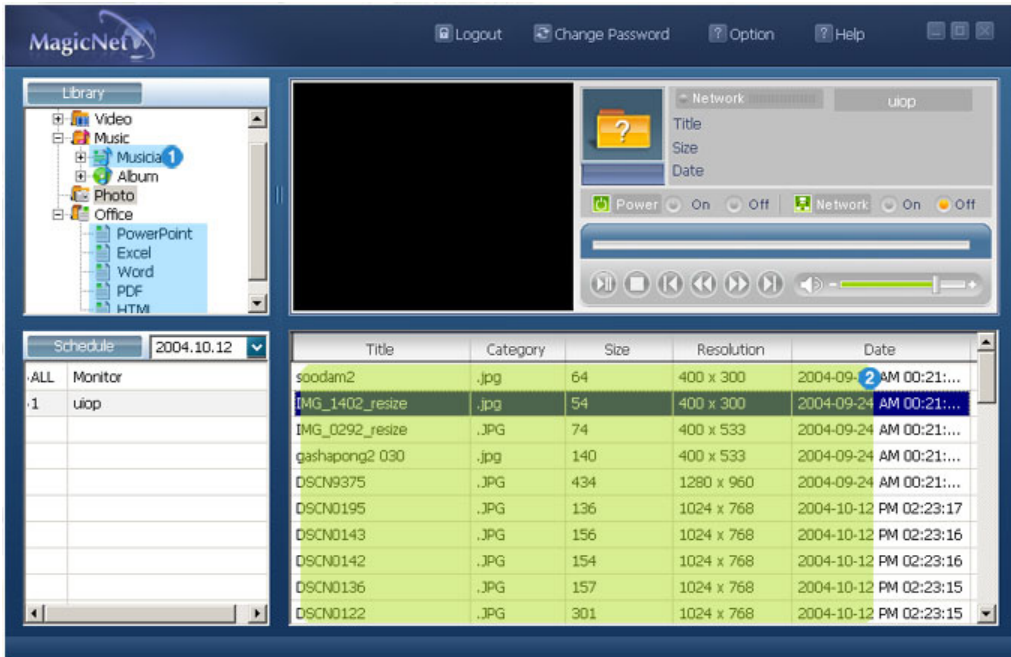 MagicNet
Logout Change Password Option Help
Library
Video
Music
Musicia 1
Album
Photo
Office
PowerPoint
Excel
Word
PDF
HTML
Network uiop
Title
Size
Date
Power On Off Network On Off
Schedule 2004.10.12
ALL Monitor
1 uiop
Title Category Size Resolution Date
soodam2 .jpg 64 400 x 300 2004-09- 2 AM 00:21:...
IMG_1402_resize .jpg 54 400 x 300 2004-09-24 AM 00:21:...
IMG_0292_resize .JPG 74 400 x 533 2004-09-24 AM 00:21:...
gashapong2 030 .jpg 140 400 x 533 2004-09-24 AM 00:21:...
DSCN9375 .JPG 434 1280 x 960 2004-09-24 AM 00:21:...
DSCN0195 .JPG 136 1024 x 768 2004-10-12 PM 02:23:17
DSCN0143 .JPG 156 1024 x 768 2004-10-12 PM 02:23:16
DSCN0142 .JPG 154 1024 x 768 2004-10-12 PM 02:23:16
DSCN0136 .JPG 157 1024 x 768 2004-10-12 PM 02:23:15
DSCN0122 .JPG 301 1024 x 768 2004-10-12 PM 02:23:15